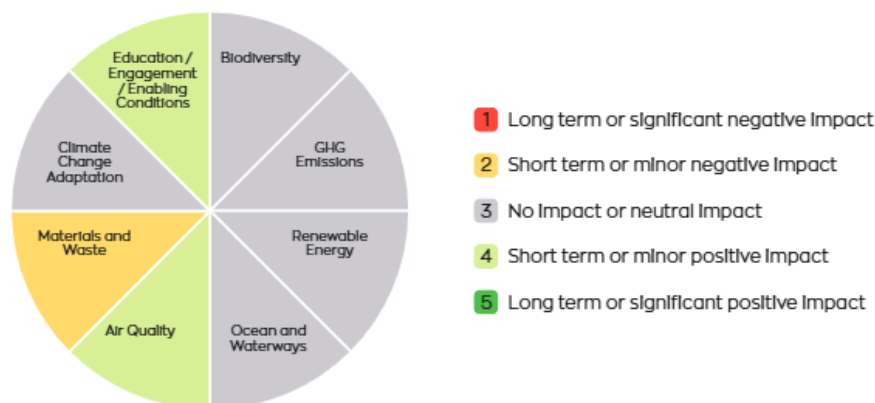 Education /
Engagement
/ Enabling
Conditions
Biodiversity
GHG
Emissions
Renewable
Energy
Ocean and
Waterways
Air Quality
Materials and
Waste
Climate
Change
Adaptation
1 Long term or significant negative impact
2 Short term or minor negative impact
3 No impact or neutral impact
4 Short term or minor positive impact
5 Long term or significant positive impact